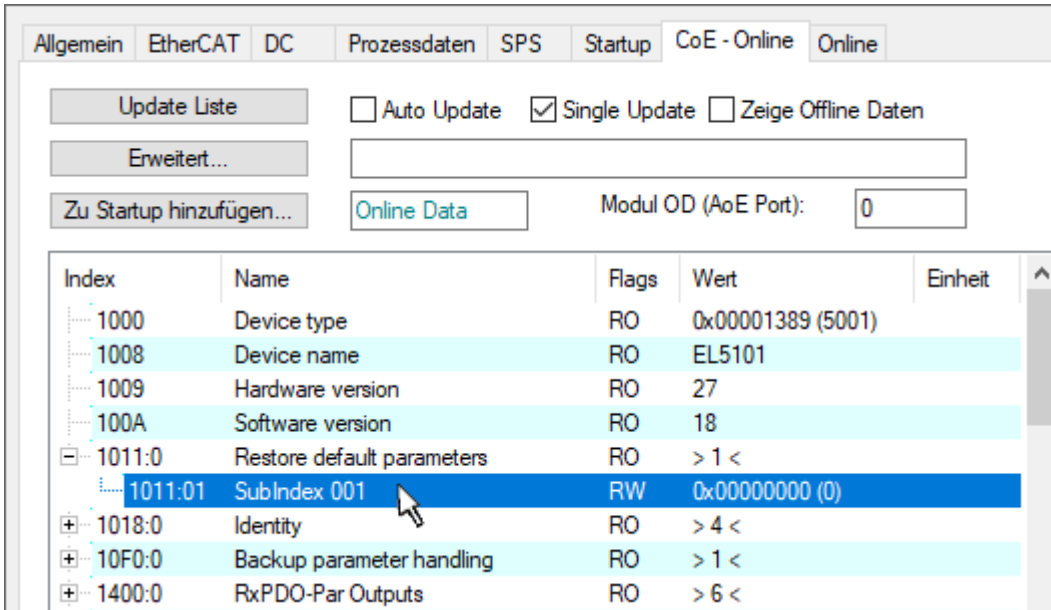 Allgemein EtherCAT DC Prozessdaten SPS Startup CoE - Online Online
Update Liste Auto Update Single Update Zeige Offline Daten
Erweitert...
Zu Startup hinzufügen... Online Data Modul OD (AoE Port): 0
Index Name Flags Wert Einheit
1000 Device type RO 0x00001389 (5001)
1008 Device name RO EL5101
1009 Hardware version RO 27
100A Software version RO 18
1011:0 Restore default parameters RO > 1 <
1011:01 SubIndex 001 RW 0x00000000 (0)
1018:0 Identity RO > 4 <
10F0:0 Backup parameter handling RO > 1 <
1400:0 RxPDO-Par Outputs RO > 6 <